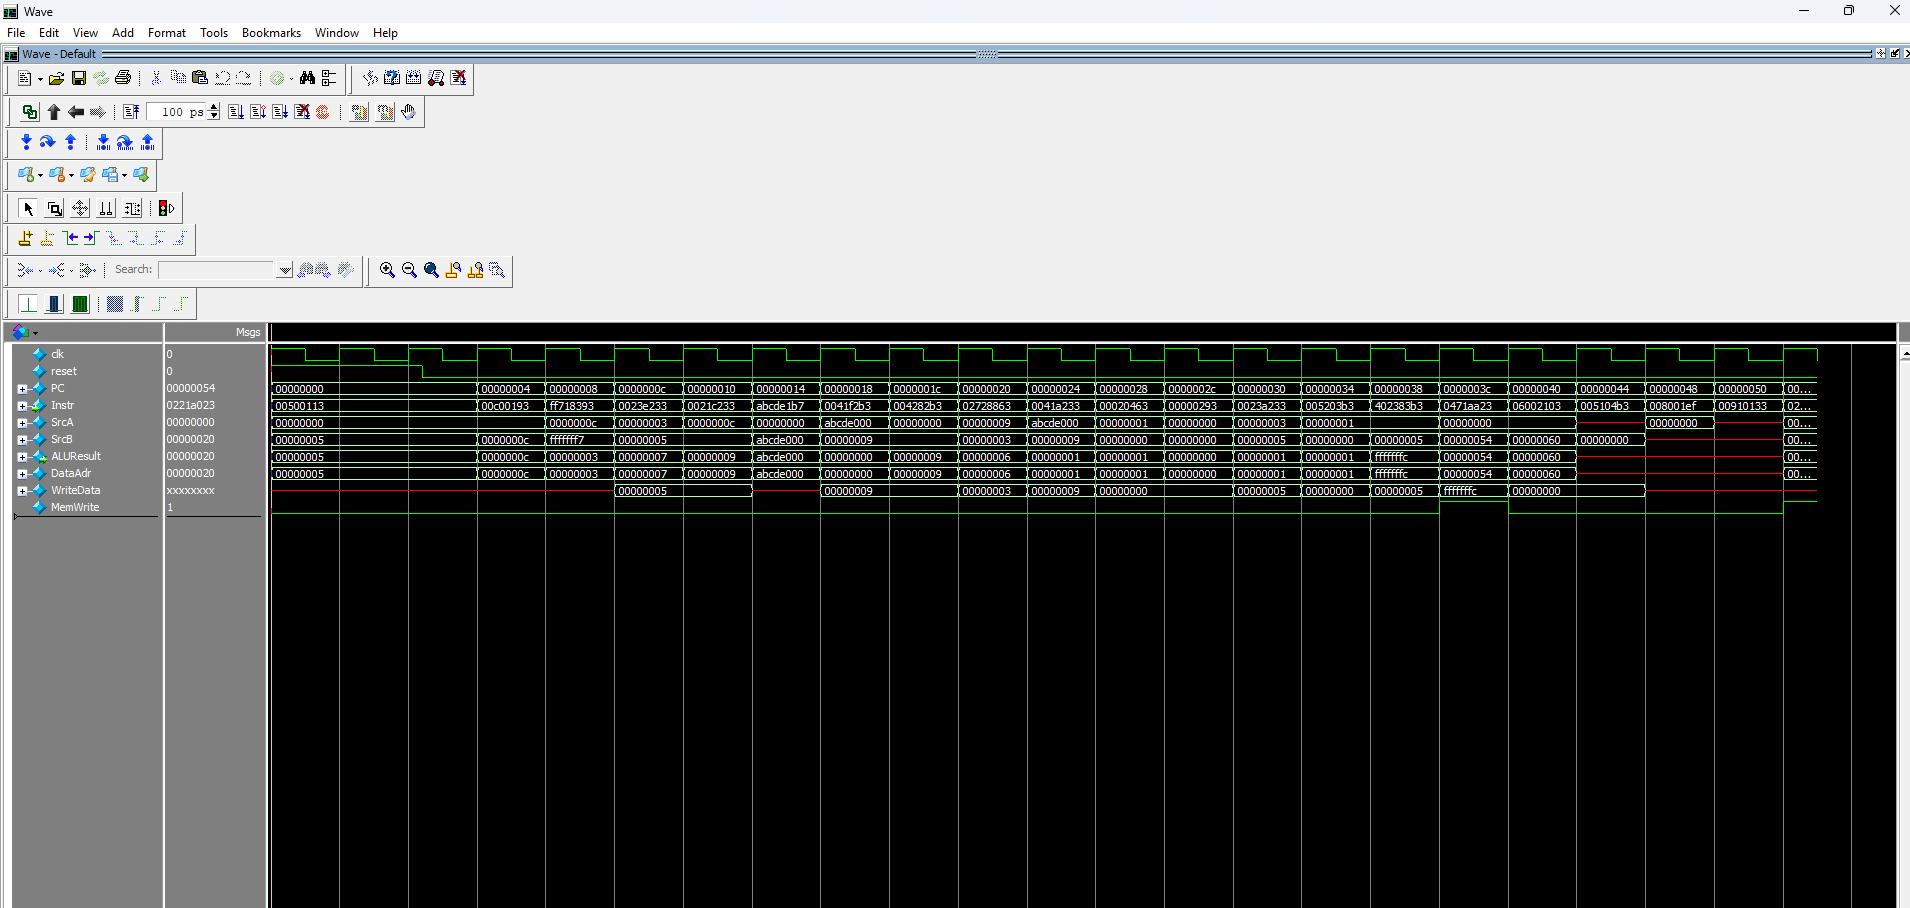 Wave
File Edit View Add Format Tools Bookmarks Window Help
Wave - Default
100 ps
Search:
Msgs
clk 0
reset 0
PC 00000054 00000000 00000004 00000008 0000000c 00000010 00000014 00000018 0000001c 00000020 00000024 00000028 0000002c 00000030 00000034 00000038 0000003c 00000040 00000044 00000048 00000050 00...
Instr 0221a023 00500113 00c00193 ff718393 0023e233 0021c233 abcde1b7 0041f2b3 004282b3 02728863 0041a233 00020463 00000293 0023a233 005203b3 402383b3 0471aa23 06002103 005104b3 008001ef 00910133 02...
SrcA 00000000 00000000 0000000c 00000003 0000000c 00000000 abcde000 00000000 00000009 abcde000 00000001 00000000 00000003 00000001 00000000 00000000 00...
SrcB 00000020 00000005 0000000c fffffff7 00000005 abcde000 00000009 00000003 00000009 00000000 00000000 00000005 00000000 00000005 00000054 00000060 00000000 00...
ALUResult 00000020 00000005 0000000c 00000003 00000007 00000009 abcde000 00000000 00000009 00000006 00000001 00000001 00000000 00000001 00000001 fffffffc 00000054 00000060 00...
DataAdr 00000020 00000005 0000000c 00000003 00000007 00000009 abcde000 00000000 00000009 00000006 00000001 00000001 00000000 00000001 00000001 fffffffc 00000054 00000060 00...
WriteData xxxxxxxx 00000005 00000009 00000003 00000009 00000000 00000005 00000000 00000005 fffffffc 00000000
MemWrite 1